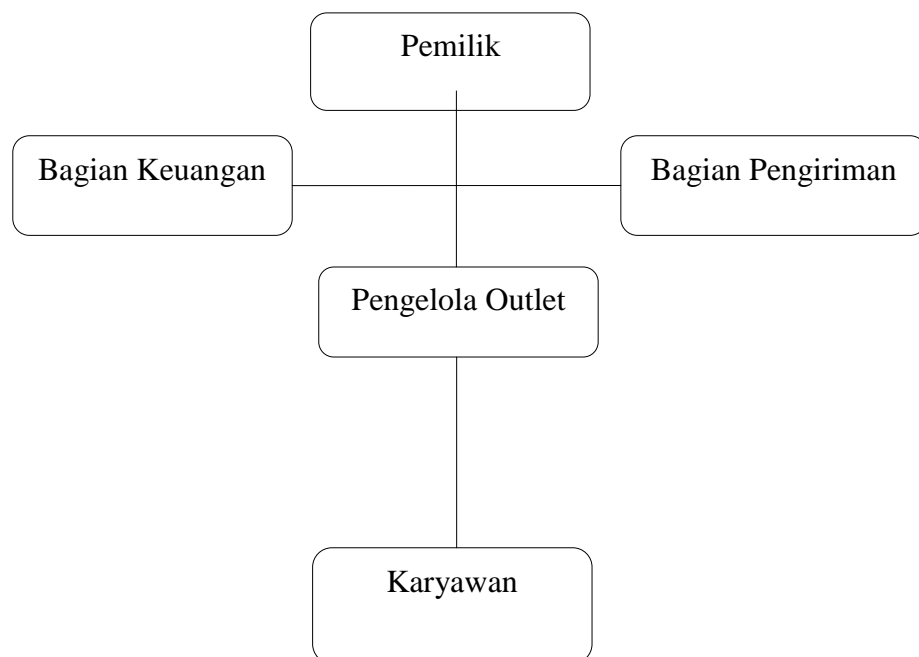 Pemilik
Bagian Keuangan
Bagian Pengiriman
Pengelola Outlet
Karyawan